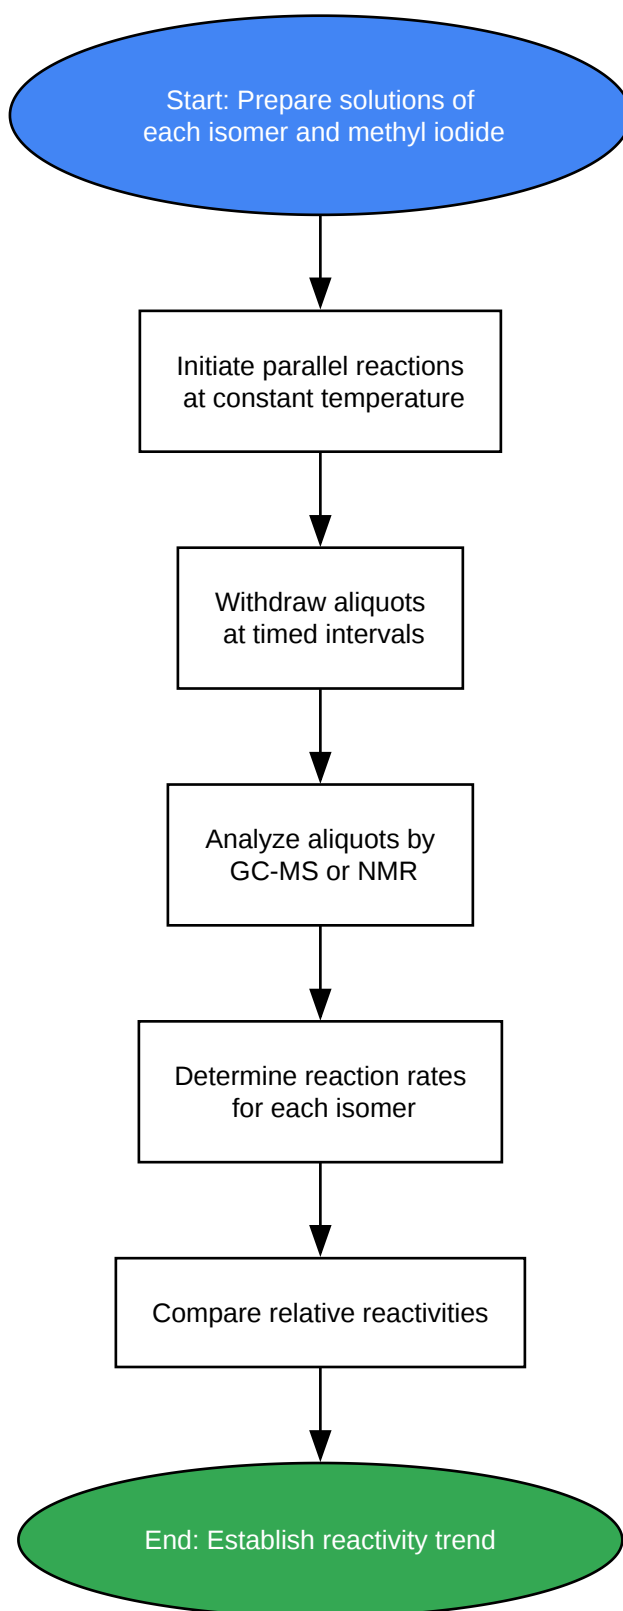 Start: Prepare solutions of
each isomer and methyl iodide
Initiate parallel reactions
at constant temperature
Withdraw aliquots
at timed intervals
Analyze aliquots by
GC-MS or NMR
Determine reaction rates
for each isomer
Compare relative reactivities
End: Establish reactivity trend